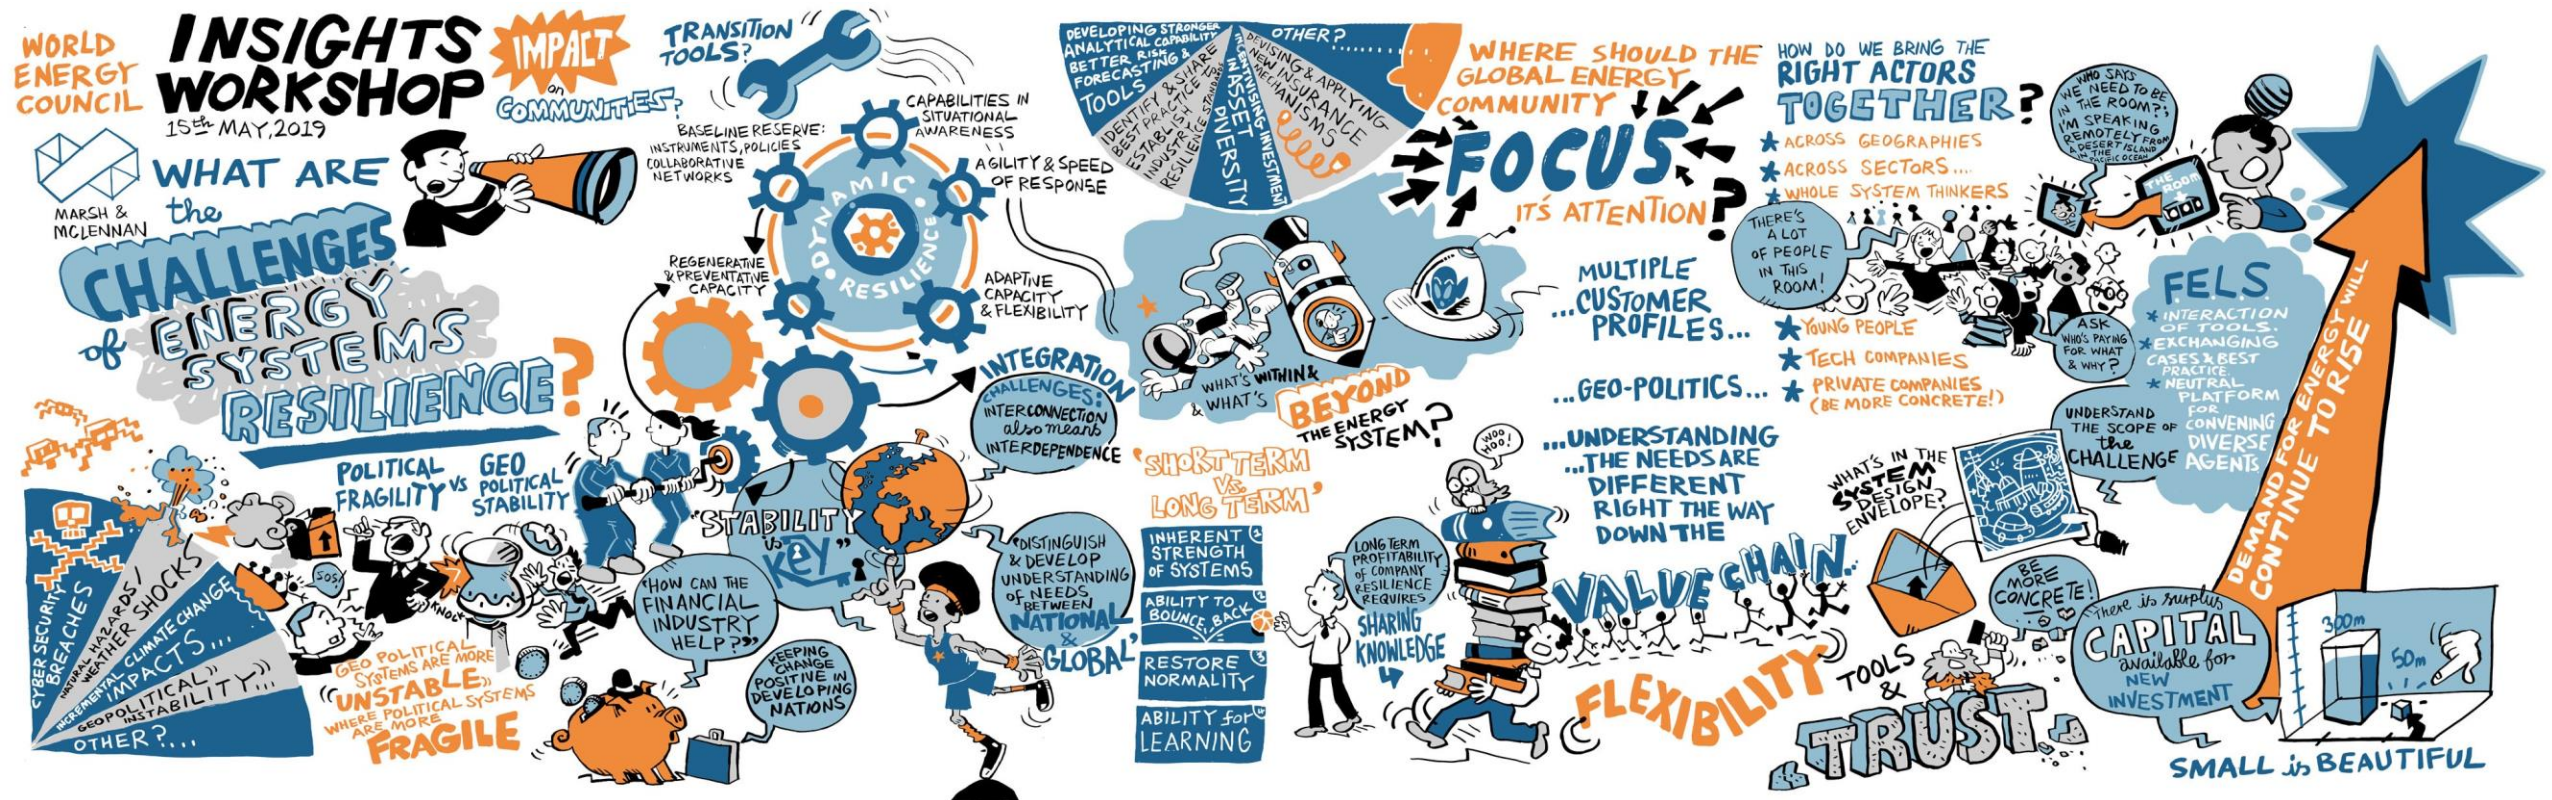 WORLD
ENERGY
COUNCIL
MARSH &
MCLENNAN
INSIGHTS
WORKSHOP
15th MAY, 2019
WHAT ARE
the
CHALLENGES
of ENERGY
SYSTEMS
RESILIENCE?
IMPACT
on
COMMUNITIES?
TRANSITION
TOOLS?
BASELINE RESERVE:
INSTRUMENTS, POLICIES
COLLABORATIVE
NETWORKS
CAPABILITIES IN
SITUATIONAL
AWARENESS
AGILITY & SPEED
OF RESPONSE
ADAPTIVE
CAPACITY
& FLEXIBILITY
REGENERATIVE
& PREVENTATIVE
CAPACITY
DYNAMIC
RESILIENCE
CYBER SECURITY
BREACHES
NATURAL HAZARDS/
WEATHER SHOCKS
INCREMENTAL CLIMATE CHANGE
IMPACTS...
GEOPOLITICAL"
INSTABILITY"...
OTHER?...
SOS!
POLITICAL
FRAGILITY
VS
GEO
POLITICAL
STABILITY
KNOCK
GEO POLITICAL
SYSTEMS ARE MORE
"UNSTABLE"
WHERE POLITICAL SYSTEMS
ARE MORE
FRAGILE
INTEGRATION
CHALLENGES:
INTERCONNECTION
also means
INTERDEPENDENCE
"STABILITY
is
KEY"
"HOW CAN THE
FINANCIAL
INDUSTRY
HELP?"
KEEPING
CHANGE
POSITIVE IN
DEVELOPING
NATIONS
'DISTINGUISH
& DEVELOP
UNDERSTANDING
of NEEDS
BETWEEN
NATIONAL
&
GLOBAL'
DEVELOPING STRONGER
ANALYTICAL CAPABILITY
BETTER RISK &
FORECASTING &
TOOLS
IDENTIFY & SHARE
BEST PRACTICE
ESTABLISH
INDUSTRY
RESILIENCE STANDARDS
INCENTIVISING INVESTMENT
IN ASSET
DIVERSITY
DEVISING & APPLYING
NEW INSURANCE
MECHANISMS
OTHER?
WHAT'S WITHIN &
& WHAT'S BEYOND
THE ENERGY
SYSTEM?
'SHORT TERM
VS.
LONG TERM'
INHERENT 1
STRENGTH
OF SYSTEMS
ABILITY TO 2
BOUNCE BACK
RESTORE 3
NORMALITY
ABILITY for 4
LEARNING
WHERE SHOULD THE
GLOBAL ENERGY
COMMUNITY
FOCUS
ITS ATTENTION?
MULTIPLE
...CUSTOMER
PROFILES...
...GEO-POLITICS...
...UNDERSTANDING
...THE NEEDS ARE
DIFFERENT
RIGHT THE WAY
DOWN THE
VALUE CHAIN...
WOO
HOO!
LONG TERM
PROFITABILITY
of COMPANY
RESILIENCE
REQUIRES
SHARING
KNOWLEDGE
FLEXIBILITY
HOW DO WE BRING THE
RIGHT ACTORS
TOGETHER?
ACROSS GEOGRAPHIES
ACROSS SECTORS....
WHOLE SYSTEM THINKERS
THERE'S
A LOT
OF PEOPLE
IN THIS
ROOM!
YOUNG PEOPLE
TECH COMPANIES
PRIVATE COMPANIES
(BE MORE CONCRETE!)
WHO SAYS
WE NEED TO BE
IN THE ROOM?;
I'M SPEAKING
REMOTELY FROM
A DESERT ISLAND
IN THE
PACIFIC OCEAN
THE
ROOM
ASK
WHO'S PAYING
FOR WHAT
& WHY?
F.E.L.S
INTERACTION
OF TOOLS.
EXCHANGING
CASES & BEST
PRACTICE.
NEUTRAL
PLATFORM
FOR
CONVENING
DIVERSE
AGENTS
UNDERSTAND
THE SCOPE OF
the
CHALLENGE
WHAT'S IN THE
SYSTEM
DESIGN
ENVELOPE?
BE
MORE
CONCRETE!
TOOLS
&
TRUST
There is surplus
CAPITAL
available for
NEW
INVESTMENT
DEMAND FOR ENERGY WILL
CONTINUE TO RISE
300m
50m
SMALL is BEAUTIFUL